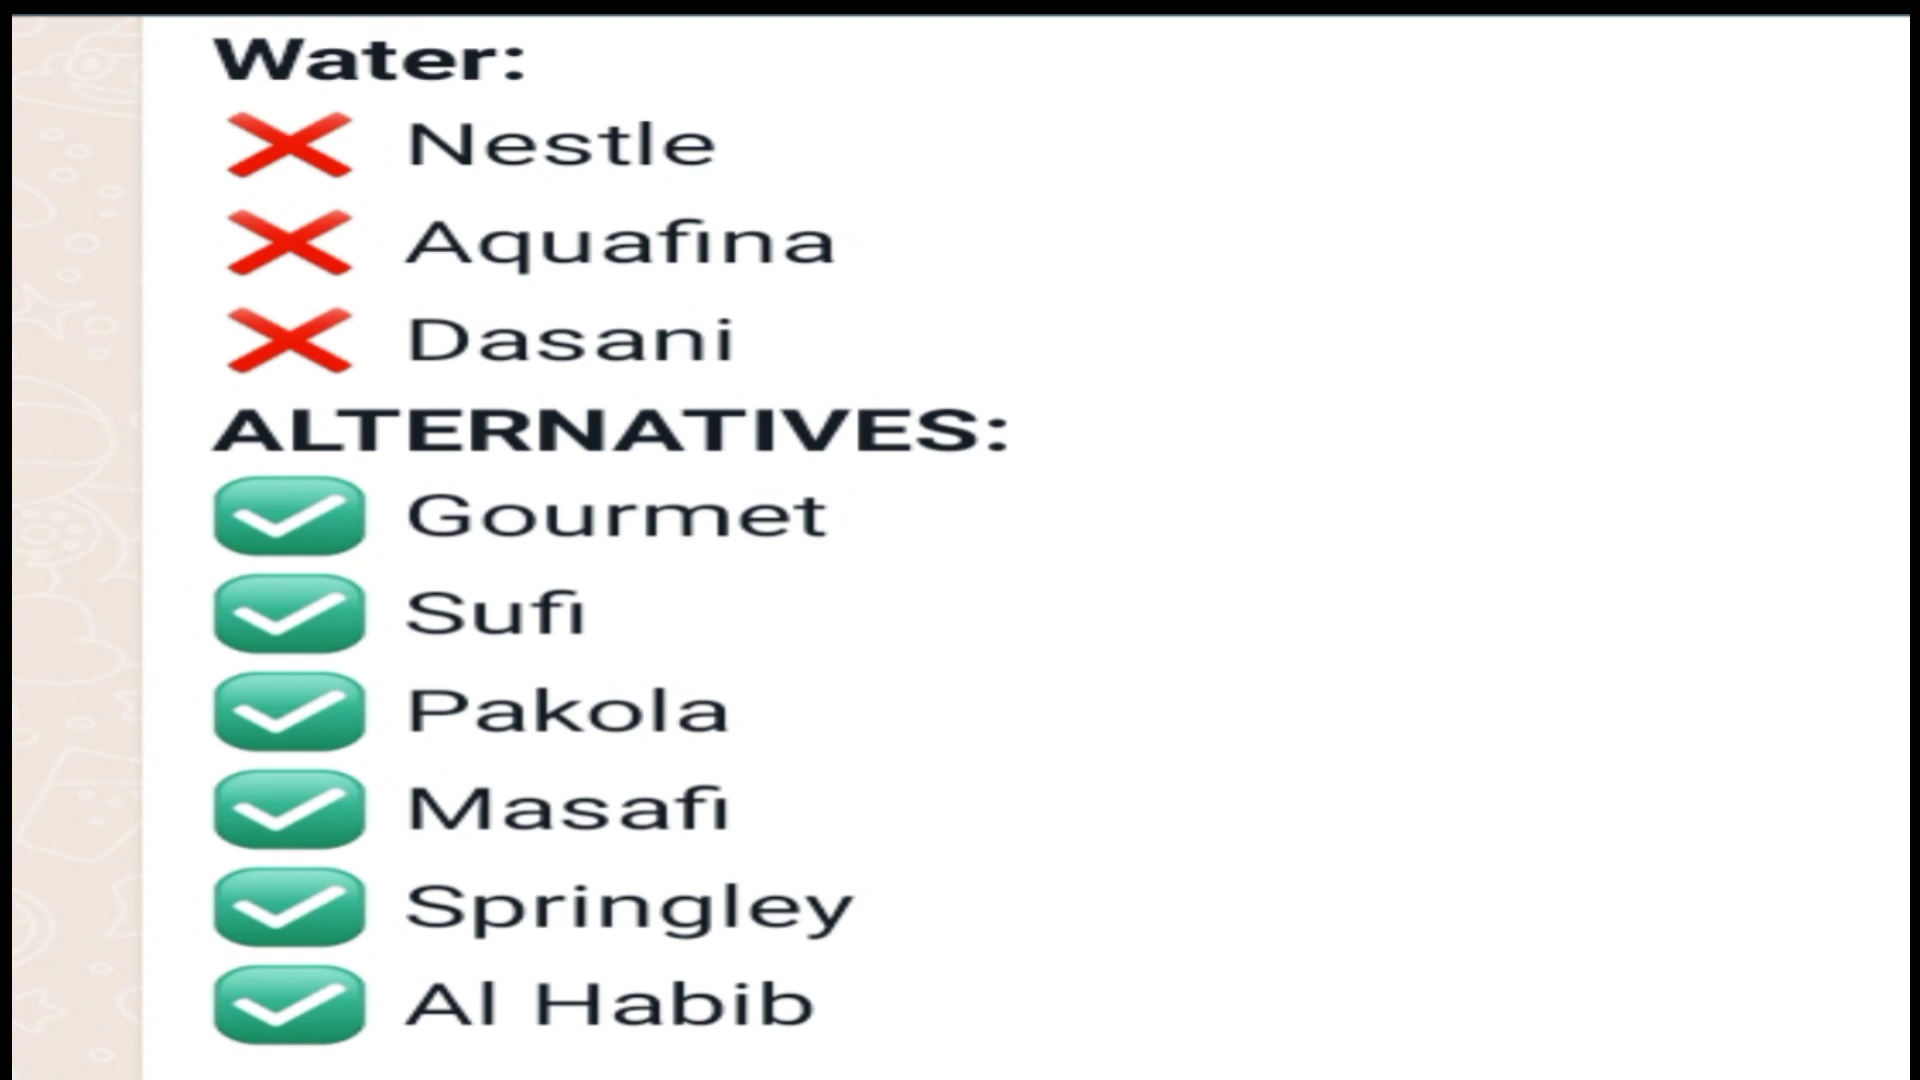 Water:
❌ Nestle
❌ Aquafina
❌ Dasani
ALTERNATIVES:
✅ Gourmet
✅ Sufi
✅ Pakola
✅ Masafi
✅ Springley
✅ Al Habib